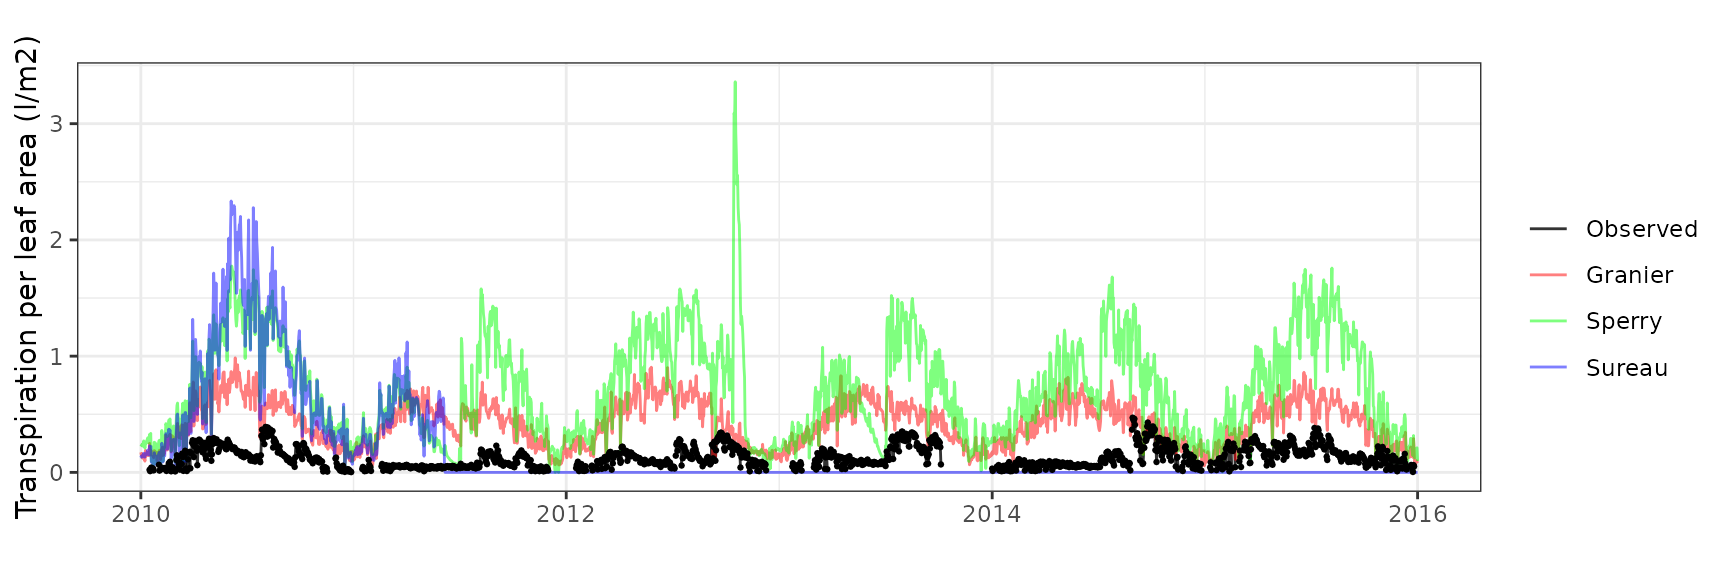 Transpiration per leaf area (l/m2)
3
2
1
0
2010
2012
2014
2016
Observed
Granier
Sperry
Sureau